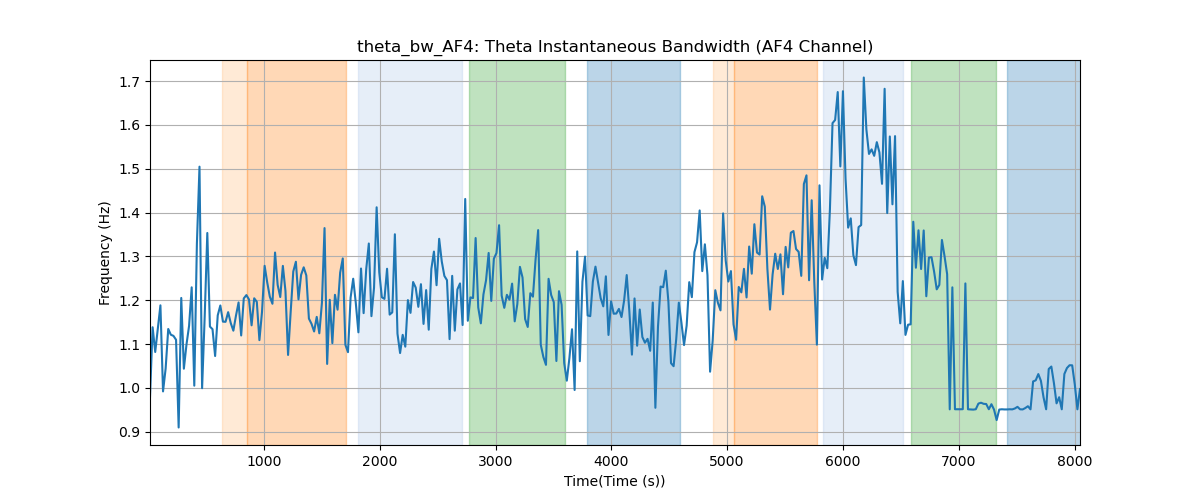 theta_bw_AF4: Theta Instantaneous Bandwidth (AF4 Channel)
Frequency (Hz)
1.7
1.6
1.5
1.4
1.3
1.2
1.1
1.0
0.9
1000 2000 3000 4000 5000 6000 7000 8000
Time(Time (s))